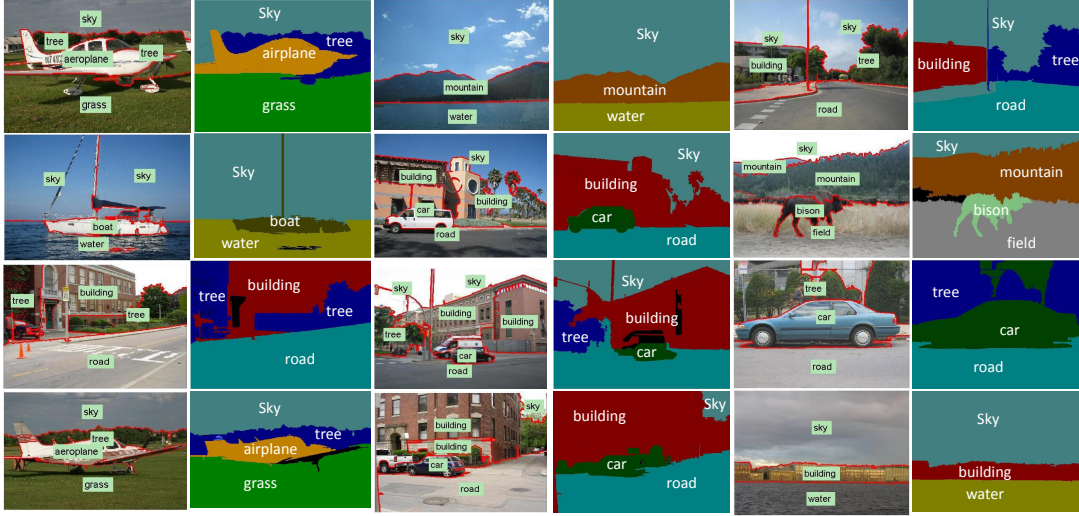 sky
tree
aeroplane
tree
grass
Sky
tree
airplane
grass
sky
mountain
water
Sky
mountain
water
sky
building
tree
road
Sky
building
tree
road
sky
sky
boat
water
Sky
boat
water
sky
building
building
car
road
Sky
building
car
road
sky
mountain
mountain
bison
field
Sky
mountain
bison
field
building
tree
tree
road
building
tree
tree
road
sky
sky
building
building
tree
car
road
Sky
building
tree
car
road
tree
car
road
tree
car
road
sky
tree
aeroplane
grass
Sky
tree
airplane
grass
sky
building
building
car
road
Sky
building
car
road
sky
building
water
Sky
building
water